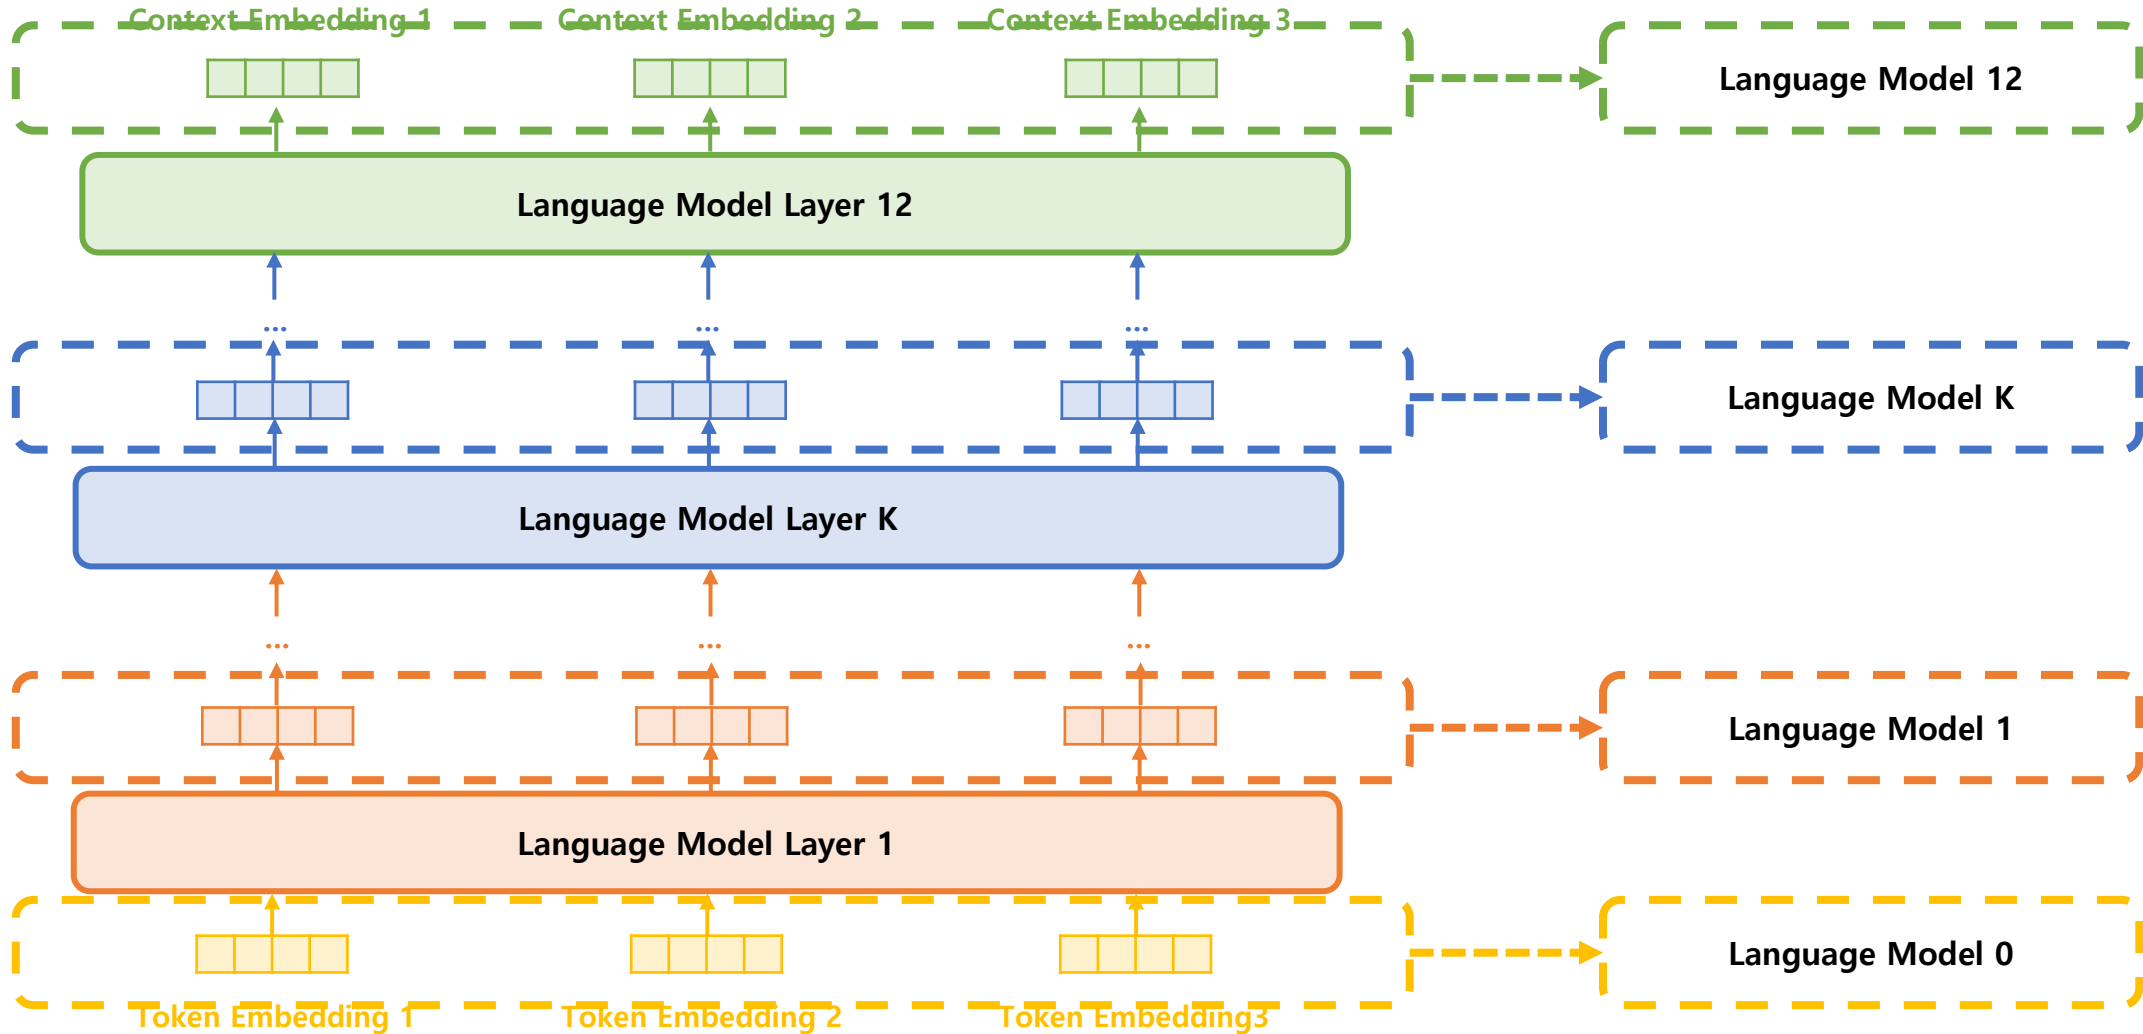 Context Embedding 1
Context Embedding 2
Context Embedding 3
Language Model 12
Language Model Layer 12
...
...
...
Language Model K
Language Model Layer K
...
...
...
Language Model 1
Language Model Layer 1
Language Model 0
Token Embedding 1
Token Embedding 2
Token Embedding3